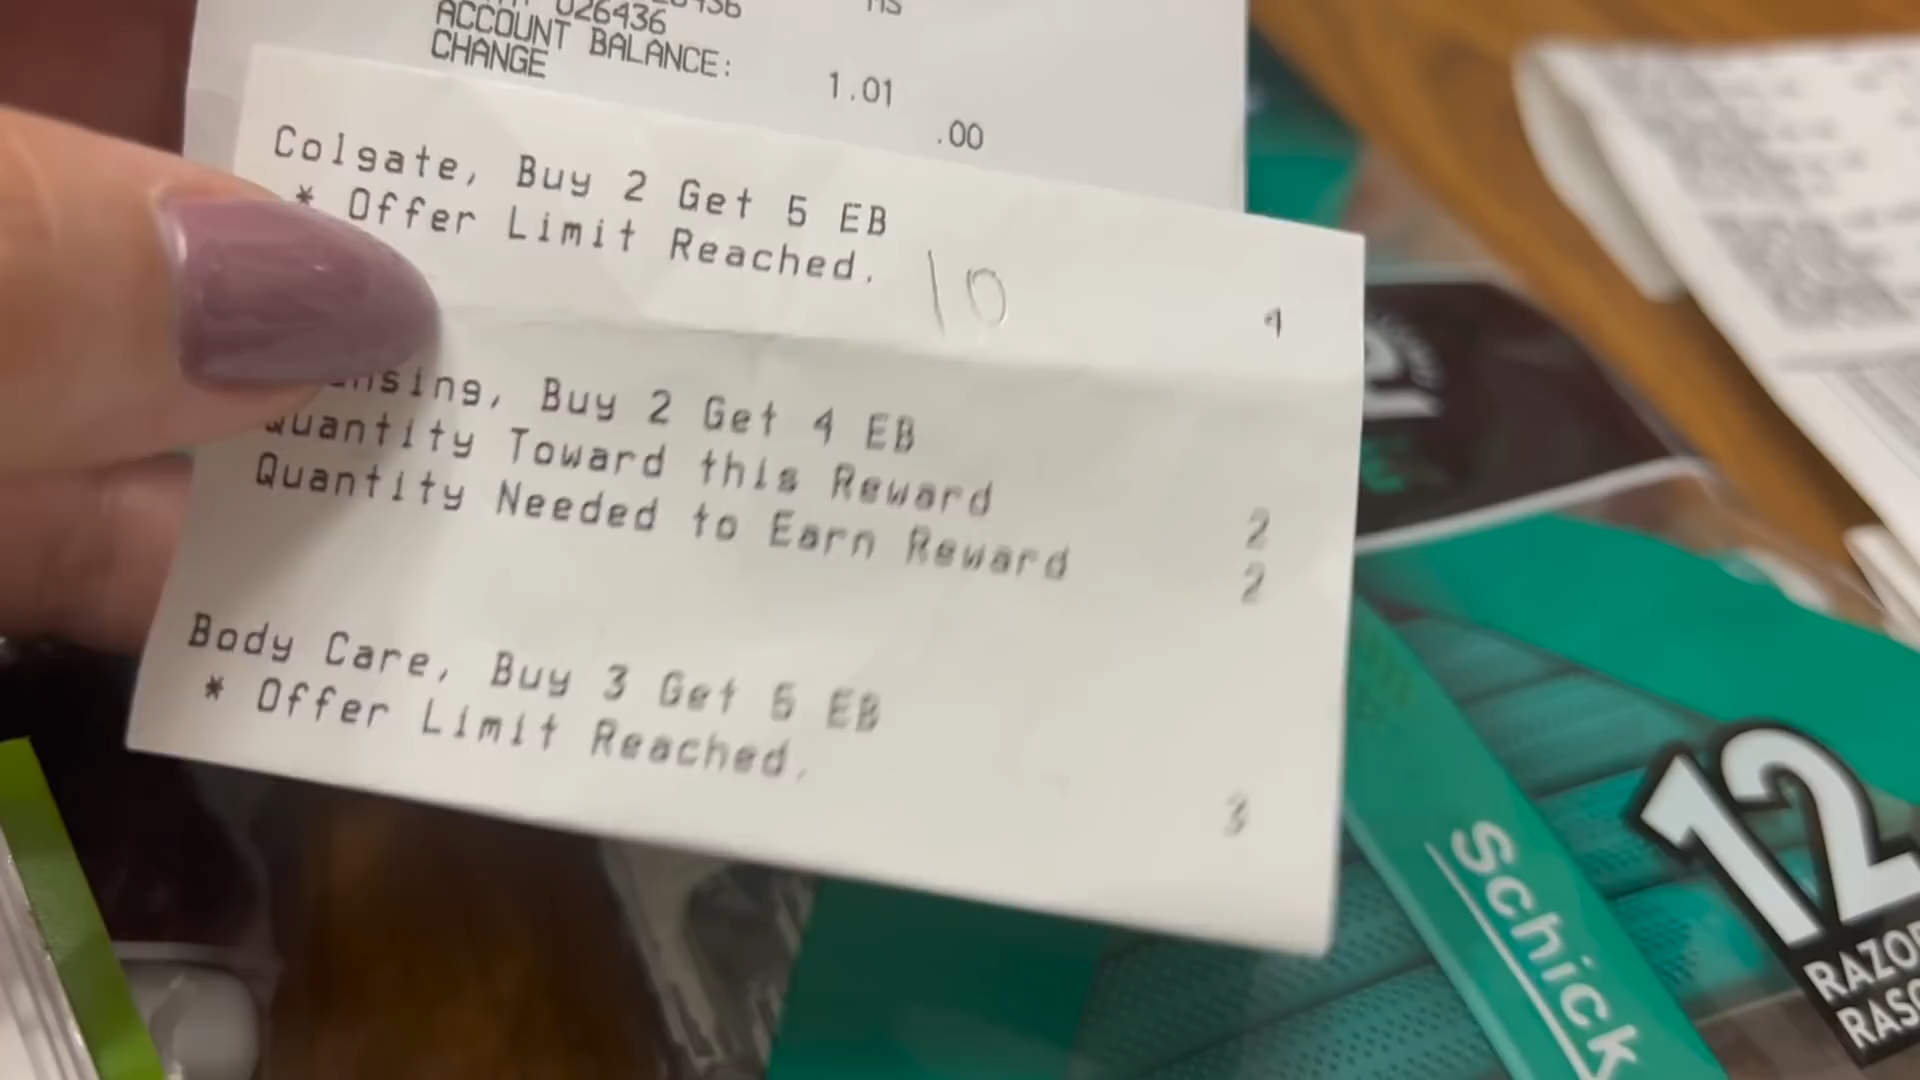 026436
ACCOUNT BALANCE: 1.01
CHANGE .00
Colgate, Buy 2 Get 5 EB
* Offer Limit Reached.
10
4
Buy 2 Get 4 EB
Quantity Toward this Reward 2
Quantity Needed to Earn Reward 2
Body Care, Buy 3 Get 5 EB
* Offer Limit Reached.
3
Schick
12